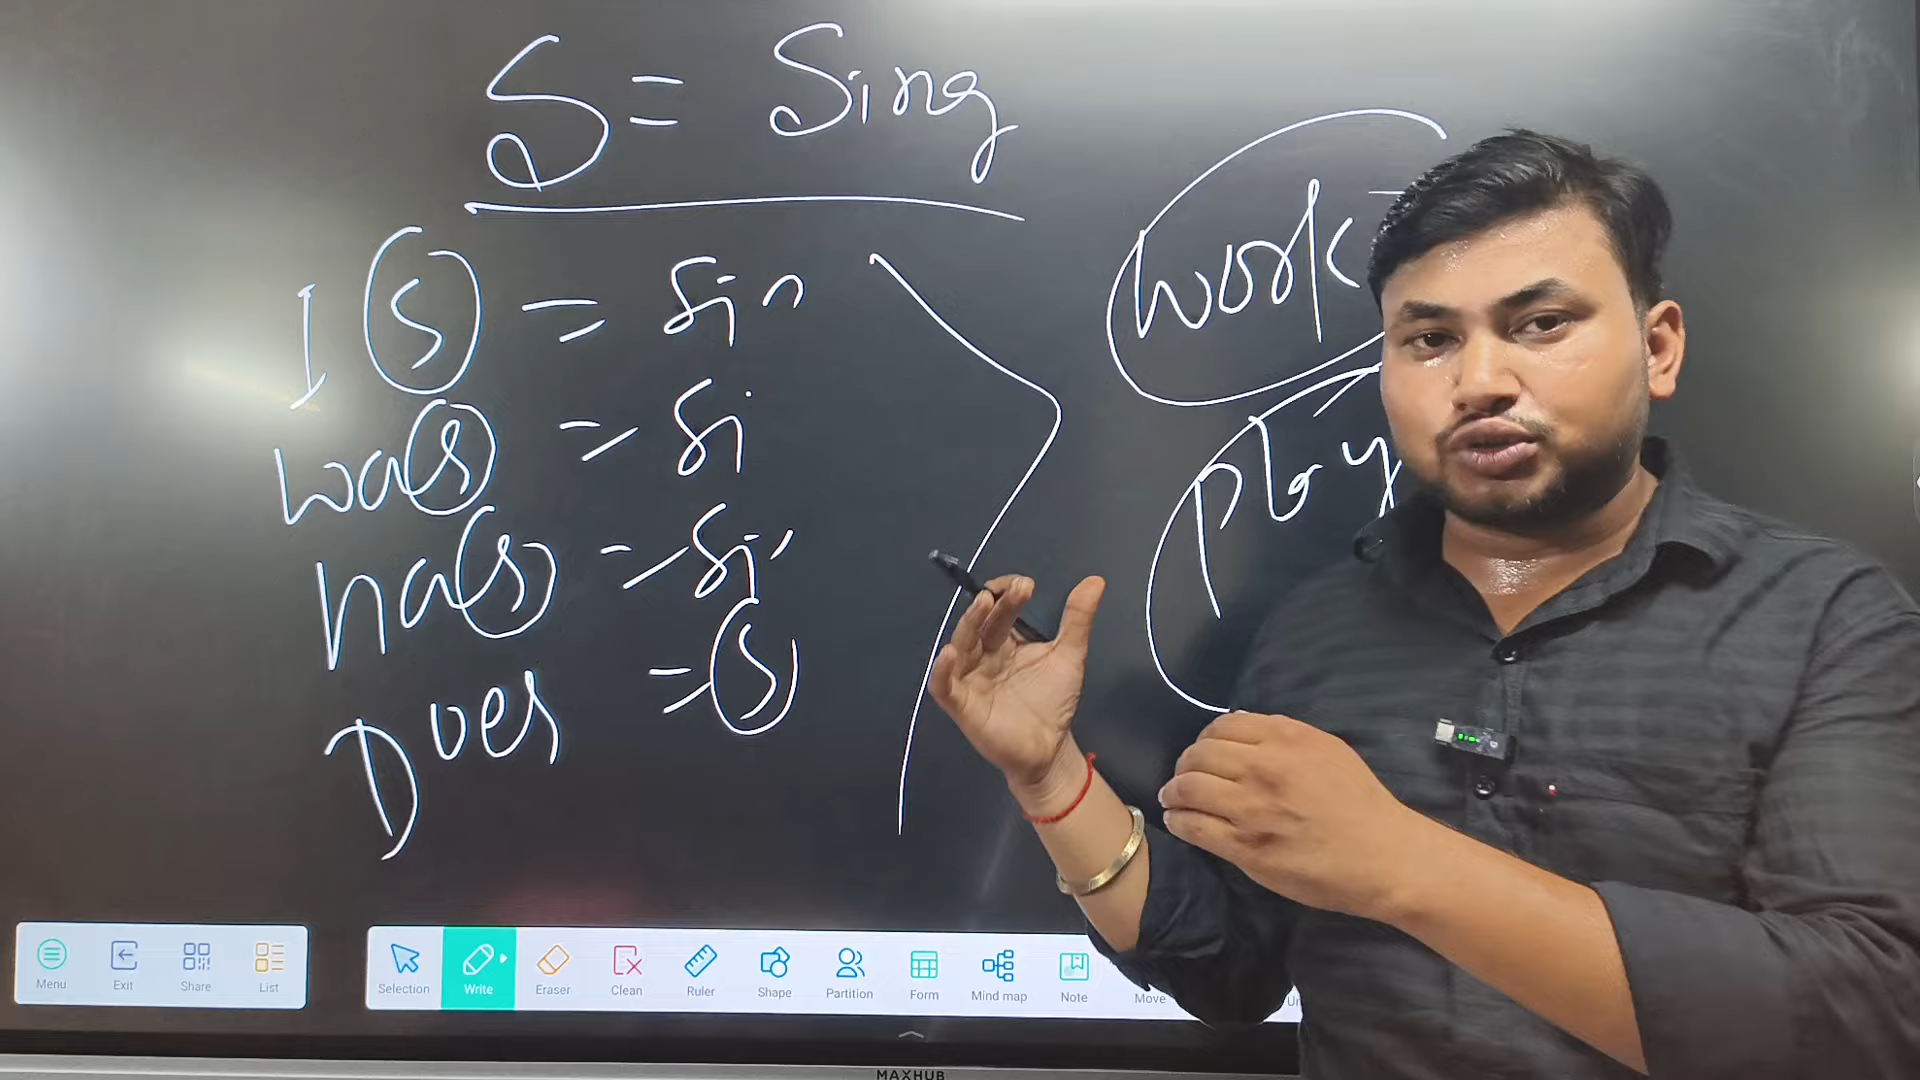 S = Sing
Is = Sin
was = Si
has = Si
Does = S
work
play
Menu
Exit
Share
List
Selection
Write
Eraser
Clean
Ruler
Shape
Partition
Form
Mind map
Note
Move
MAXHUB